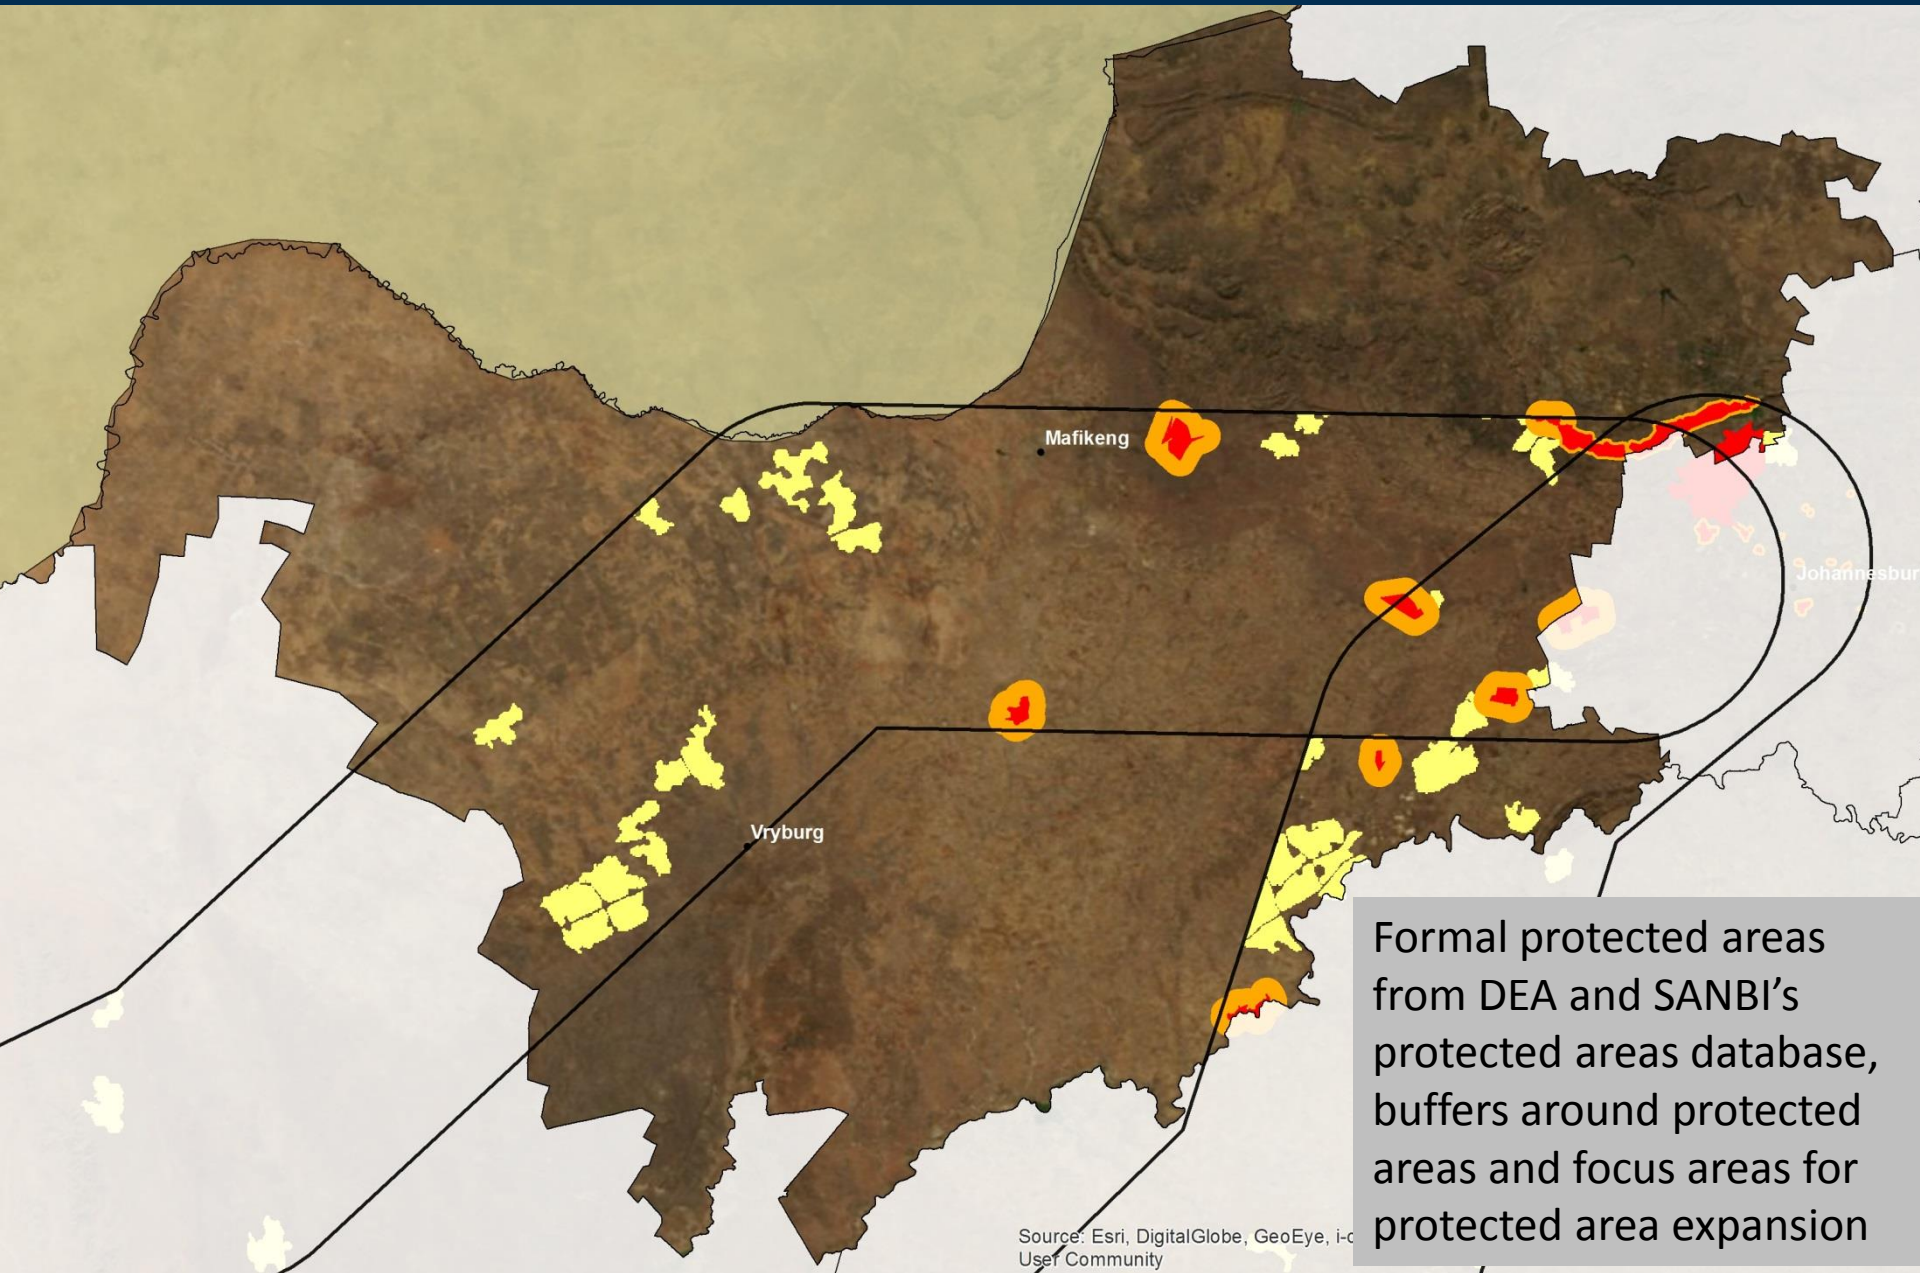 Mafikeng
Johannesbur
Vryburg
Formal protected areas
from DEA and SANBI's
protected areas database,
buffers around protected
areas and focus areas for
protected area expansion
Source: Esri, DigitalGlobe, GeoEye, i-c
User Community